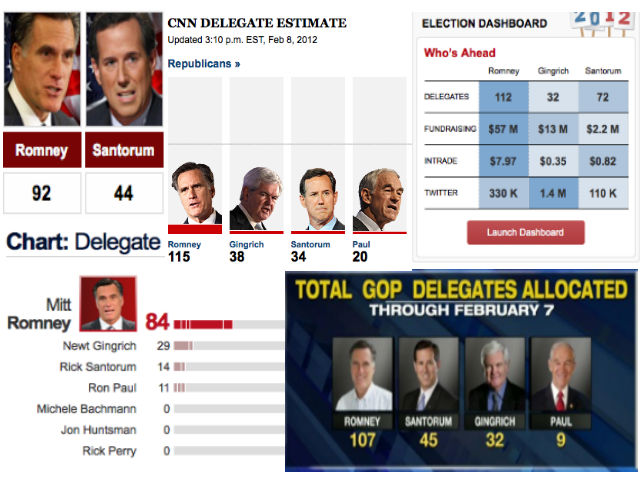 Romney Santorum
92 44
Chart: Delegate
CNN DELEGATE ESTIMATE
Updated 3:10 p.m. EST, Feb 8, 2012
Republicans »
Romney Gingrich Santorum Paul
115 38 34 20
ELECTION DASHBOARD 2012
Who's Ahead
Romney Gingrich Santorum
DELEGATES 112 32 72
FUNDRAISING $57 M $13 M $2.2 M
INTRADE $7.97 $0.35 $0.82
TWITTER 330 K 1.4 M 110 K
Launch Dashboard
Mitt
Romney 84
Newt Gingrich 29
Rick Santorum 14
Ron Paul 11
Michele Bachmann 0
Jon Huntsman 0
Rick Perry 0
TOTAL GOP DELEGATES ALLOCATED
THROUGH FEBRUARY 7
ROMNEY SANTORUM GINGRICH PAUL
107 45 32 9